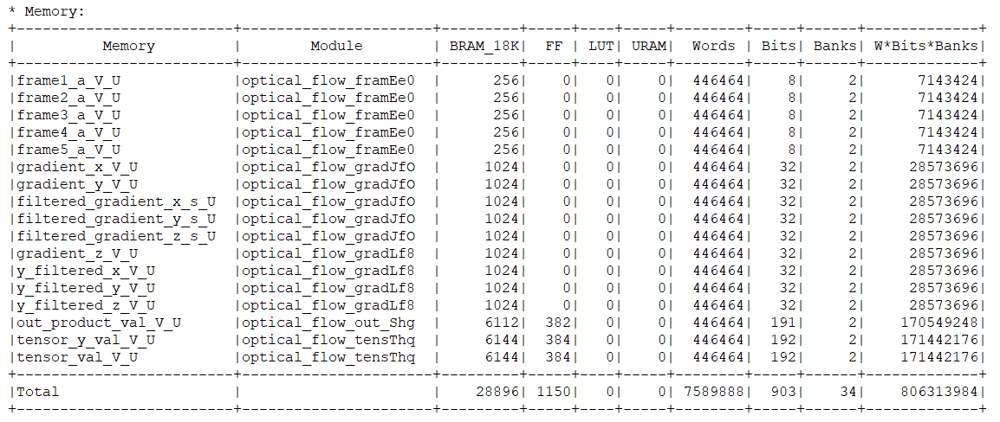 * Memory:
+-------------------------+----------------------+---------+-----+----+-----+--------+-----+------+-------------+
|          Memory         |        Module        | BRAM_18K|  FF | LUT| URAM|  Words | Bits| Banks| W*Bits*Banks|
+-------------------------+----------------------+---------+-----+----+-----+--------+-----+------+-------------+
|frame1_a_V_U             |optical_flow_framEe0  |      256|    0|   0|    0|  446464|    8|     2|      7143424|
|frame2_a_V_U             |optical_flow_framEe0  |      256|    0|   0|    0|  446464|    8|     2|      7143424|
|frame3_a_V_U             |optical_flow_framEe0  |      256|    0|   0|    0|  446464|    8|     2|      7143424|
|frame4_a_V_U             |optical_flow_framEe0  |      256|    0|   0|    0|  446464|    8|     2|      7143424|
|frame5_a_V_U             |optical_flow_framEe0  |      256|    0|   0|    0|  446464|    8|     2|      7143424|
|gradient_x_V_U           |optical_flow_gradJfO  |     1024|    0|   0|    0|  446464|   32|     2|     28573696|
|gradient_y_V_U           |optical_flow_gradJfO  |     1024|    0|   0|    0|  446464|   32|     2|     28573696|
|filtered_gradient_x_s_U  |optical_flow_gradJfO  |     1024|    0|   0|    0|  446464|   32|     2|     28573696|
|filtered_gradient_y_s_U  |optical_flow_gradJfO  |     1024|    0|   0|    0|  446464|   32|     2|     28573696|
|filtered_gradient_z_s_U  |optical_flow_gradJfO  |     1024|    0|   0|    0|  446464|   32|     2|     28573696|
|gradient_z_V_U           |optical_flow_gradLf8  |     1024|    0|   0|    0|  446464|   32|     2|     28573696|
|y_filtered_x_V_U         |optical_flow_gradLf8  |     1024|    0|   0|    0|  446464|   32|     2|     28573696|
|y_filtered_y_V_U         |optical_flow_gradLf8  |     1024|    0|   0|    0|  446464|   32|     2|     28573696|
|y_filtered_z_V_U         |optical_flow_gradLf8  |     1024|    0|   0|    0|  446464|   32|     2|     28573696|
|out_product_val_V_U      |optical_flow_out_Shg  |     6112|  382|   0|    0|  446464|  191|     2|    170549248|
|tensor_y_val_V_U         |optical_flow_tensThq  |     6144|  384|   0|    0|  446464|  192|     2|    171442176|
|tensor_val_V_U           |optical_flow_tensThq  |     6144|  384|   0|    0|  446464|  192|     2|    171442176|
+-------------------------+----------------------+---------+-----+----+-----+--------+-----+------+-------------+
|Total                    |                      |    28896| 1150|   0|    0| 7589888|  903|    34|    806313984|
+-------------------------+----------------------+---------+-----+----+-----+--------+-----+------+-------------+